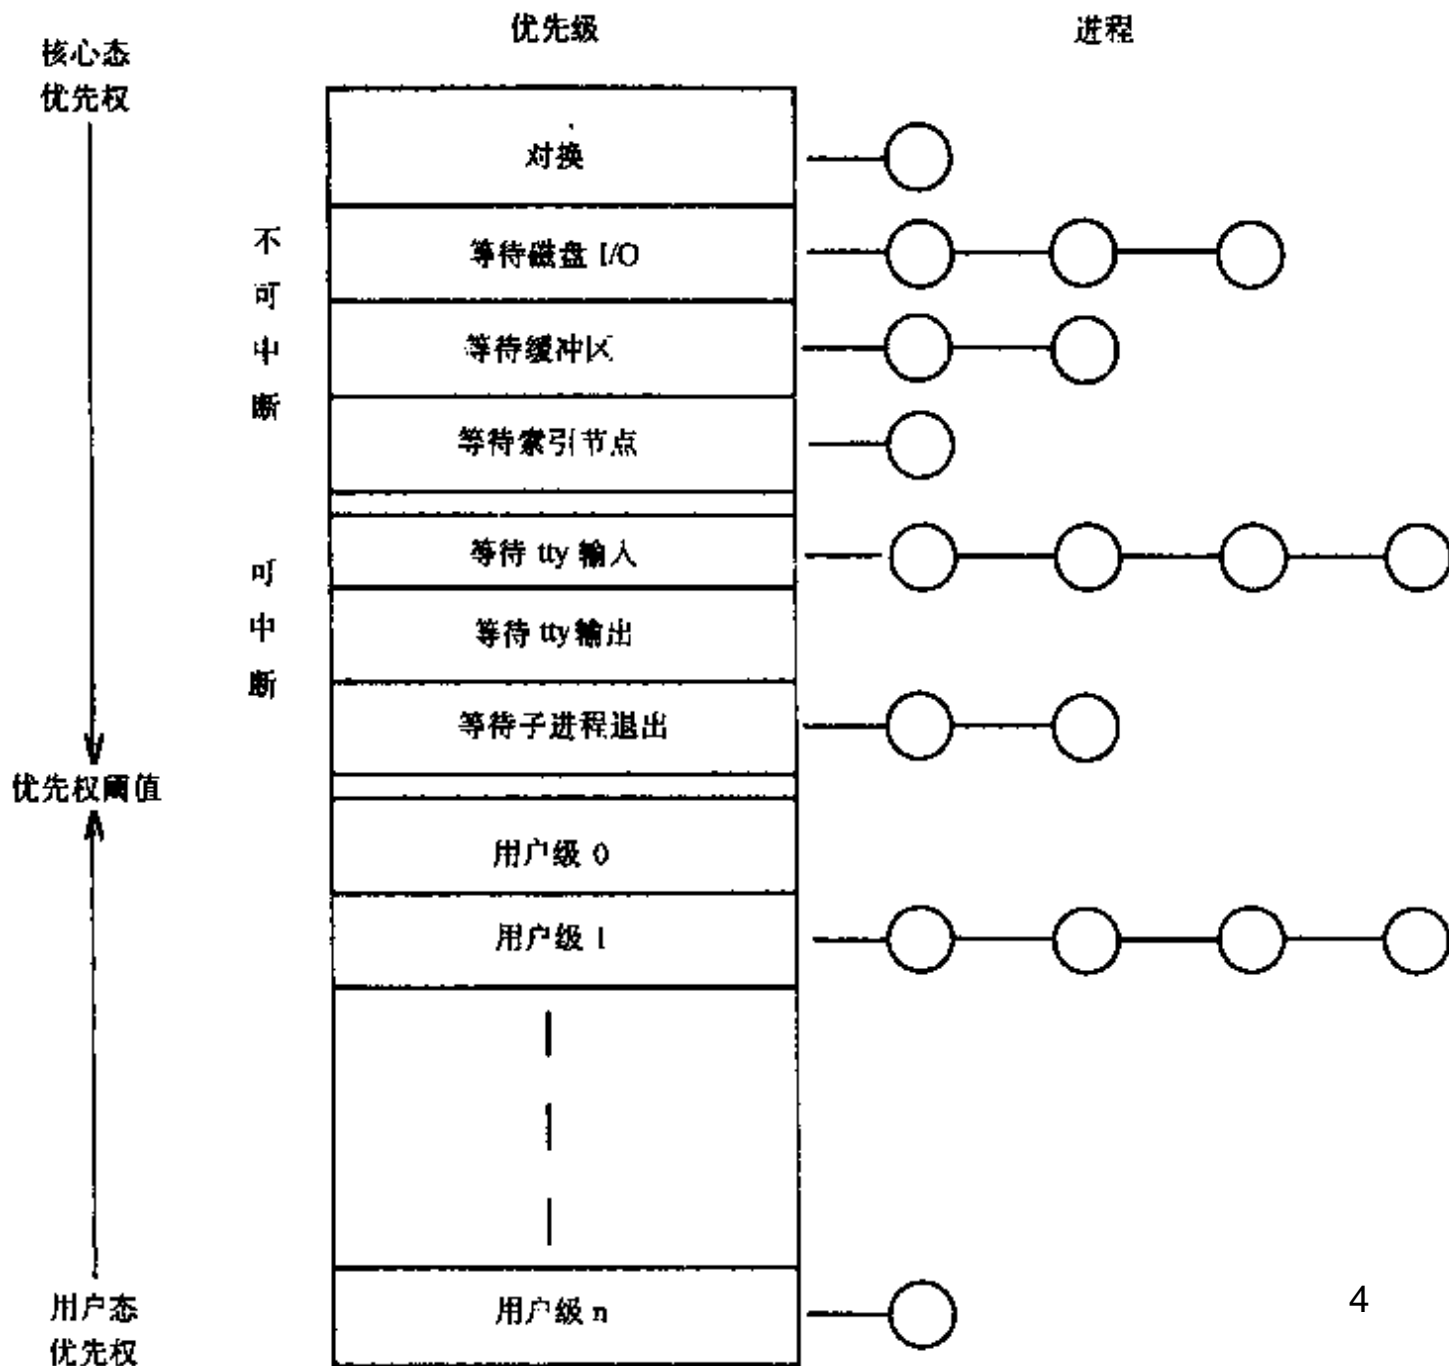 优先级
进程
核心态
优先权
对换
不可中断
等待磁盘 I/O
等待缓冲区
等待索引节点
可中断
等待 tty 输入
等待 tty 输出
等待子进程退出
优先权阈值
用户级 0
用户级 1
用户级 n
用户态
优先权
4